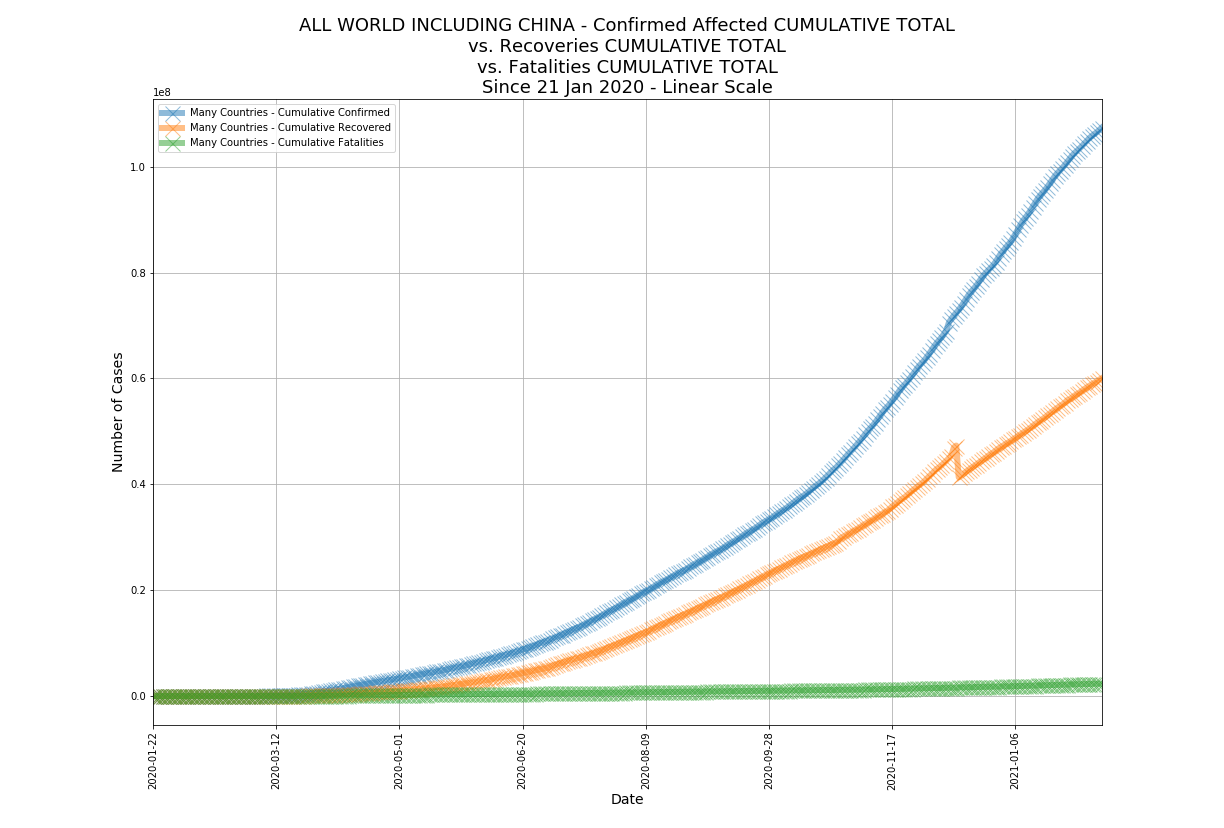 ALL WORLD INCLUDING CHINA - Confirmed Affected CUMULATIVE TOTAL
vs. Recoveries CUMULATIVE TOTAL
vs. Fatalities CUMULATIVE TOTAL
Since 21 Jan 2020 - Linear Scale
1e8
Many Countries - Cumulative Confirmed
Many Countries - Cumulative Recovered
Many Countries - Cumulative Fatalities
1.0
0.8
0.6
0.4
0.2
0.0
Number of Cases
2020-01-22
2020-03-12
2020-05-01
2020-06-20
2020-08-09
2020-09-28
2020-11-17
2021-01-06
Date